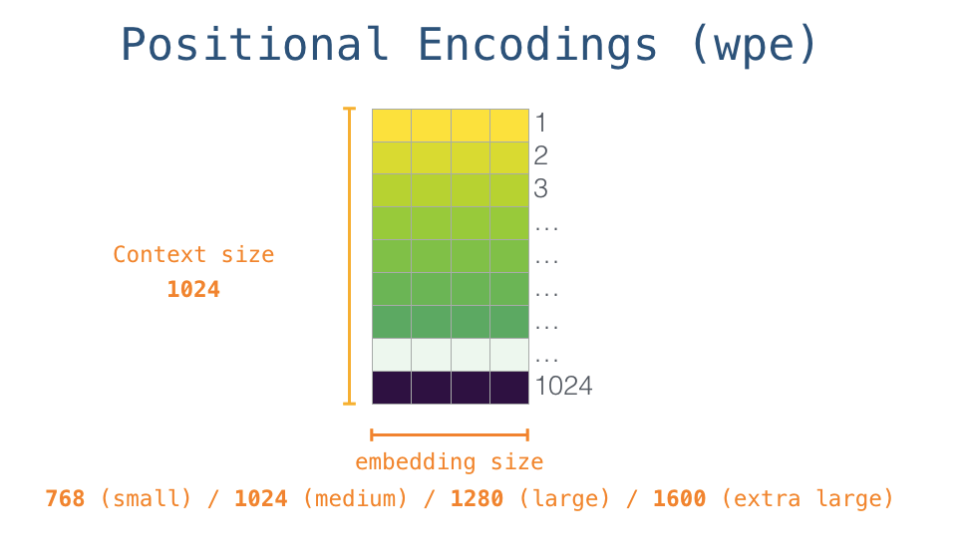 Positional Encodings (wpe)
1
2
3
...
...
...
...
...
1024
Context size
1024
embedding size
768 (small) / 1024 (medium) / 1280 (large) / 1600 (extra large)